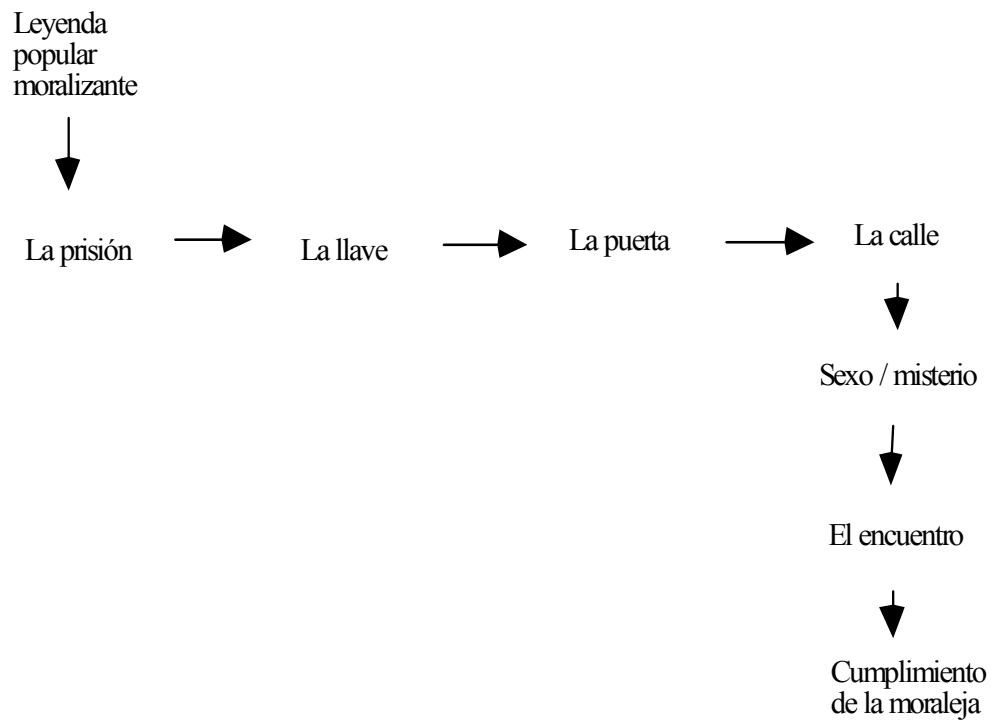 Leyenda
popular
moralizante
La prisión
La llave
La puerta
La calle
Sexo / misterio
El encuentro
Cumplimiento
de la moraleja